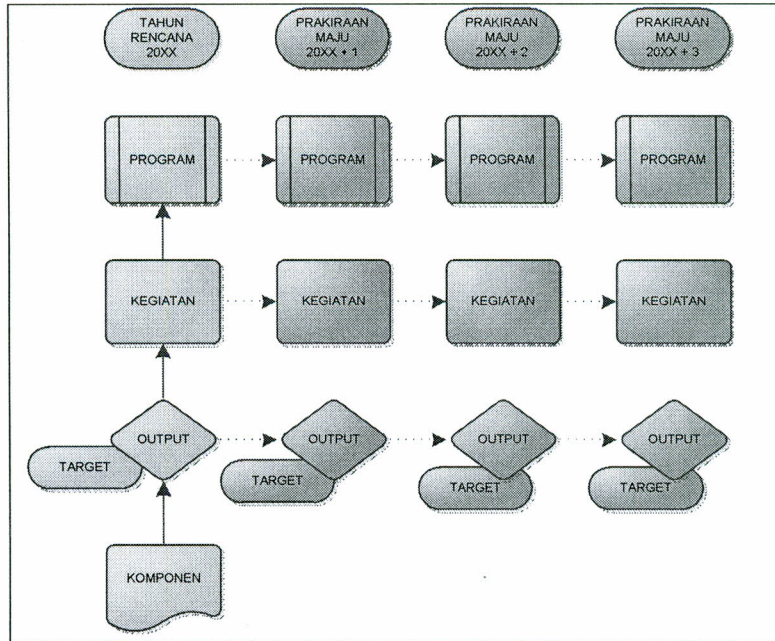 TAHUN
RENCANA
20XX
PRAKIRAAN
MAJU
20XX + 1
PRAKIRAAN
MAJU
20XX + 2
PRAKIRAAN
MAJU
20XX + 3
PROGRAM
PROGRAM
PROGRAM
PROGRAM
KEGIATAN
KEGIATAN
KEGIATAN
KEGIATAN
OUTPUT
OUTPUT
OUTPUT
OUTPUT
TARGET
TARGET
TARGET
TARGET
KOMPONEN